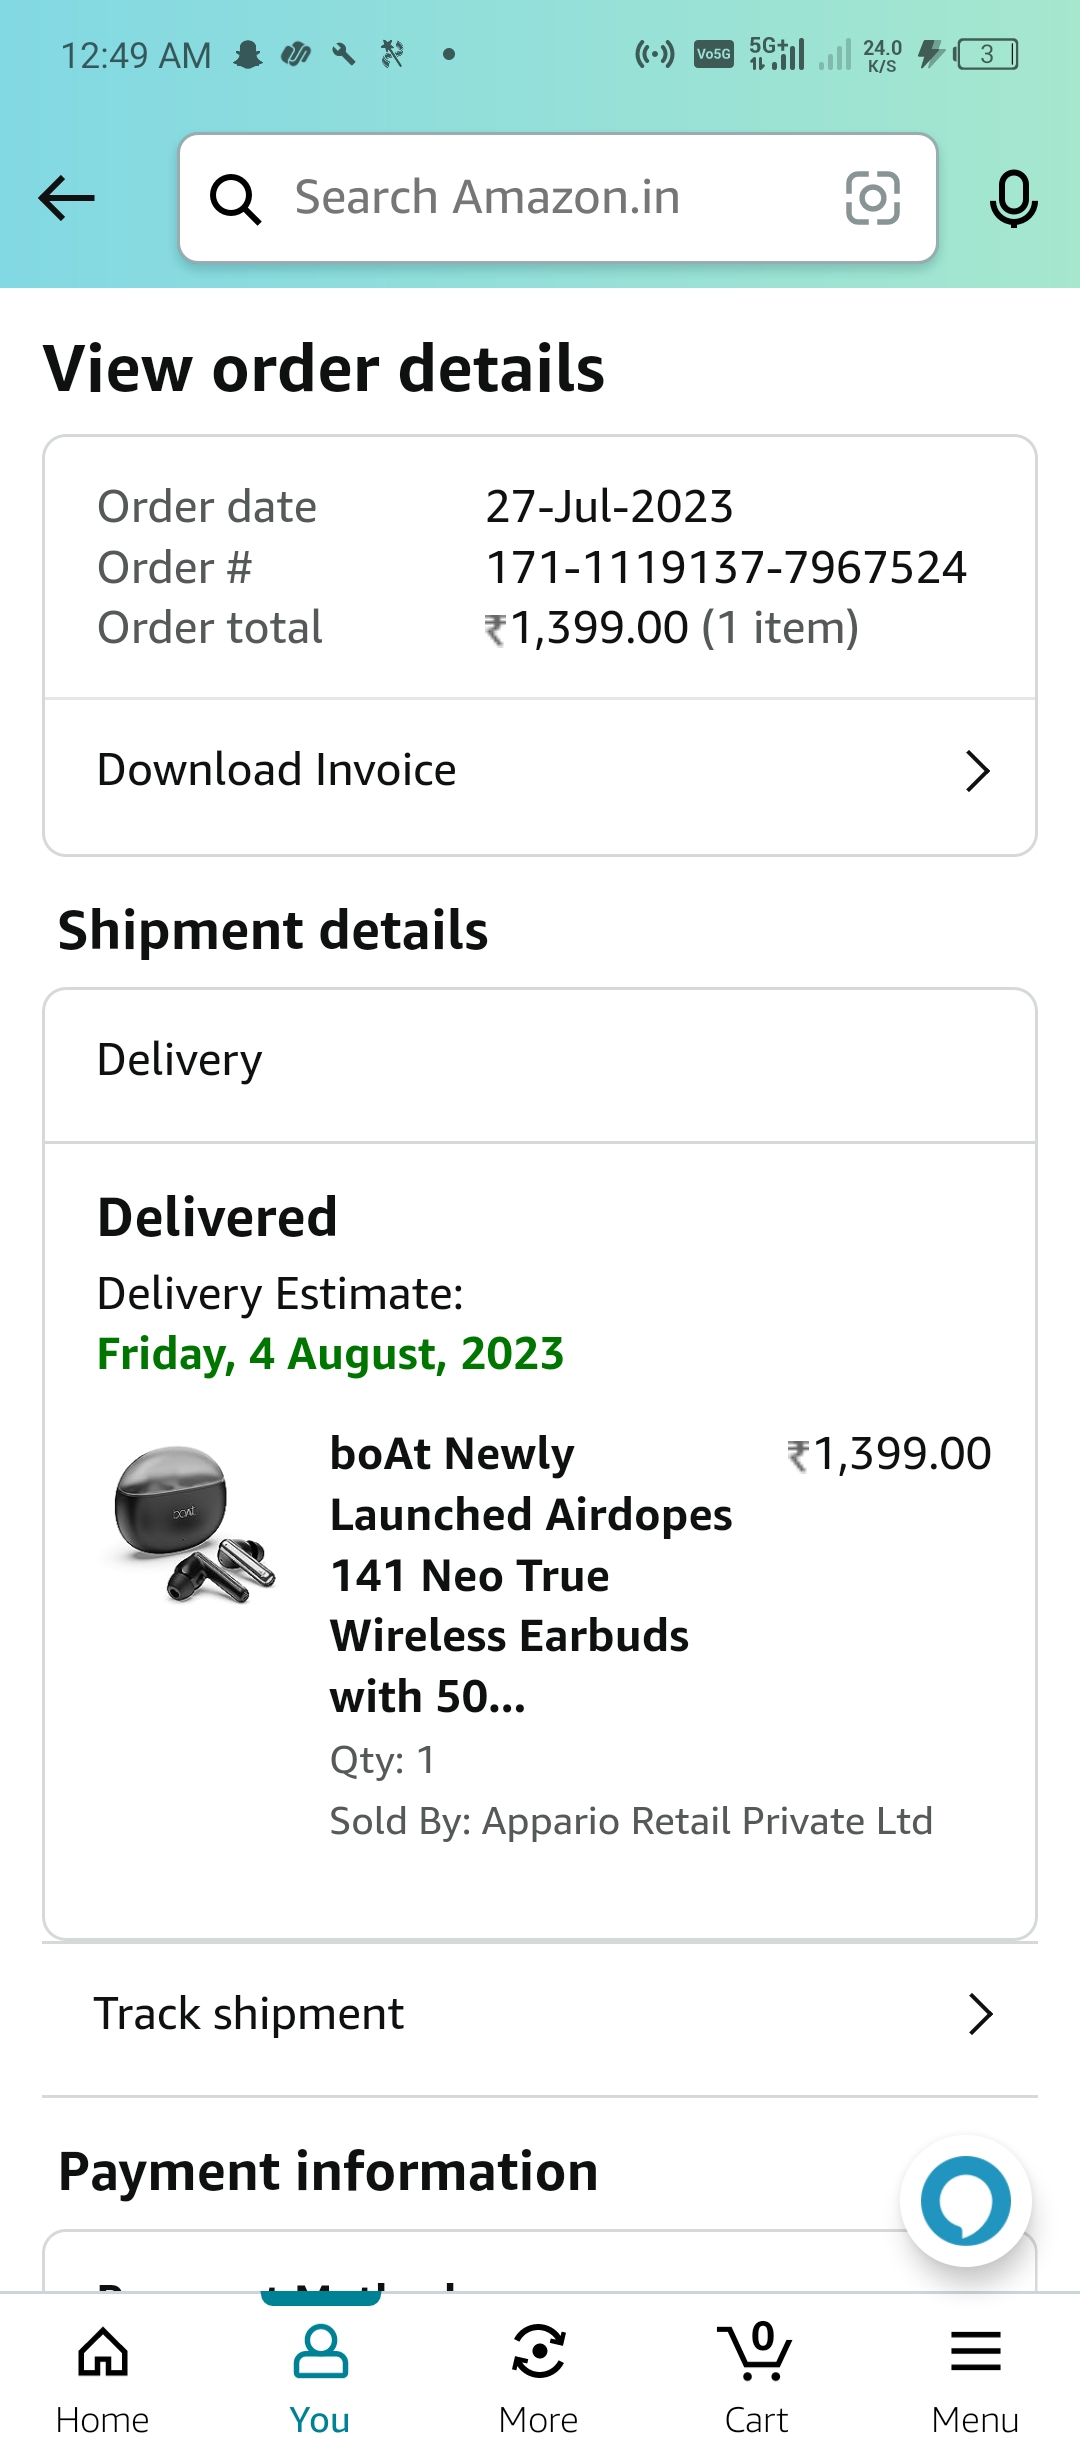 12:49 AM
Vo5G 5G+ 24.0 K/S 3
Search Amazon.in
View order details
Order date 27-Jul-2023
Order # 171-1119137-7967524
Order total ₹1,399.00 (1 item)
Download Invoice
Shipment details
Delivery
Delivered
Delivery Estimate:
Friday, 4 August, 2023
boAt Newly ₹1,399.00
Launched Airdopes
141 Neo True
Wireless Earbuds
with 50...
Qty: 1
Sold By: Appario Retail Private Ltd
Track shipment
Payment information
0
Home You More Cart Menu